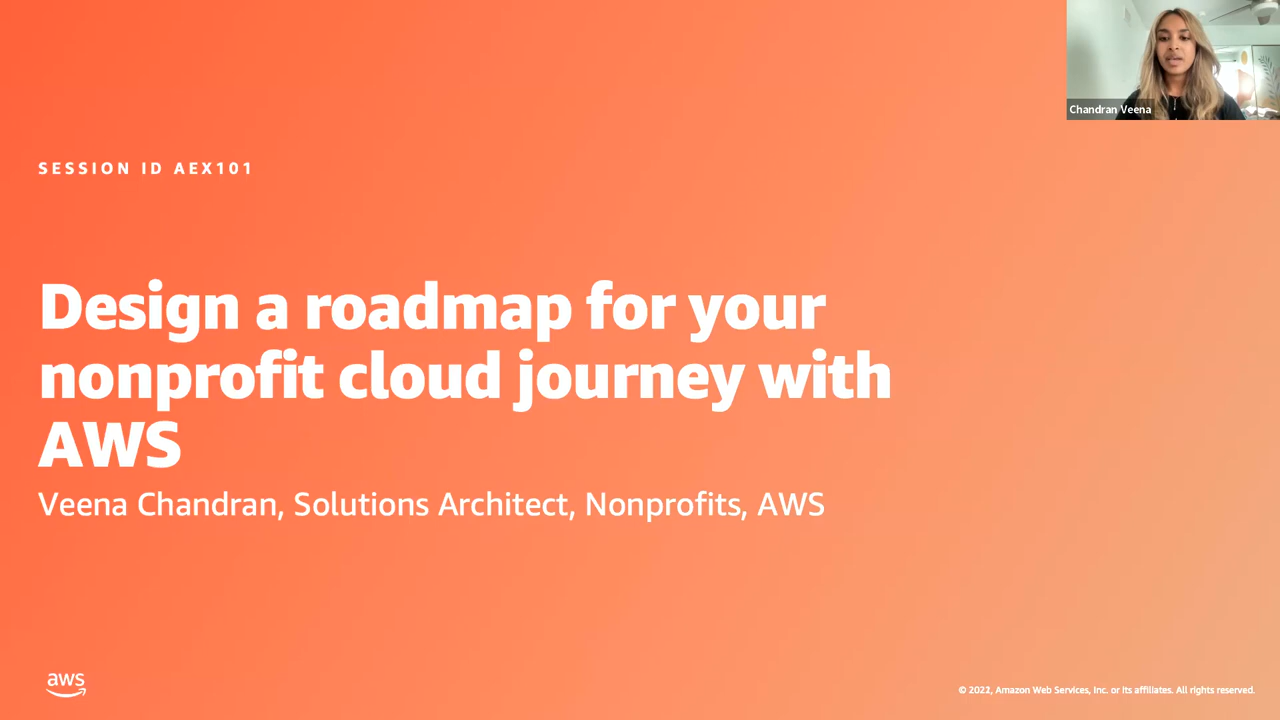 Chandran Veena
SESSION ID AEX101
Design a roadmap for your
nonprofit cloud journey with
AWS
Veena Chandran, Solutions Architect, Nonprofits, AWS
aws
© 2022, Amazon Web Services, Inc. or its affiliates. All rights reserved.